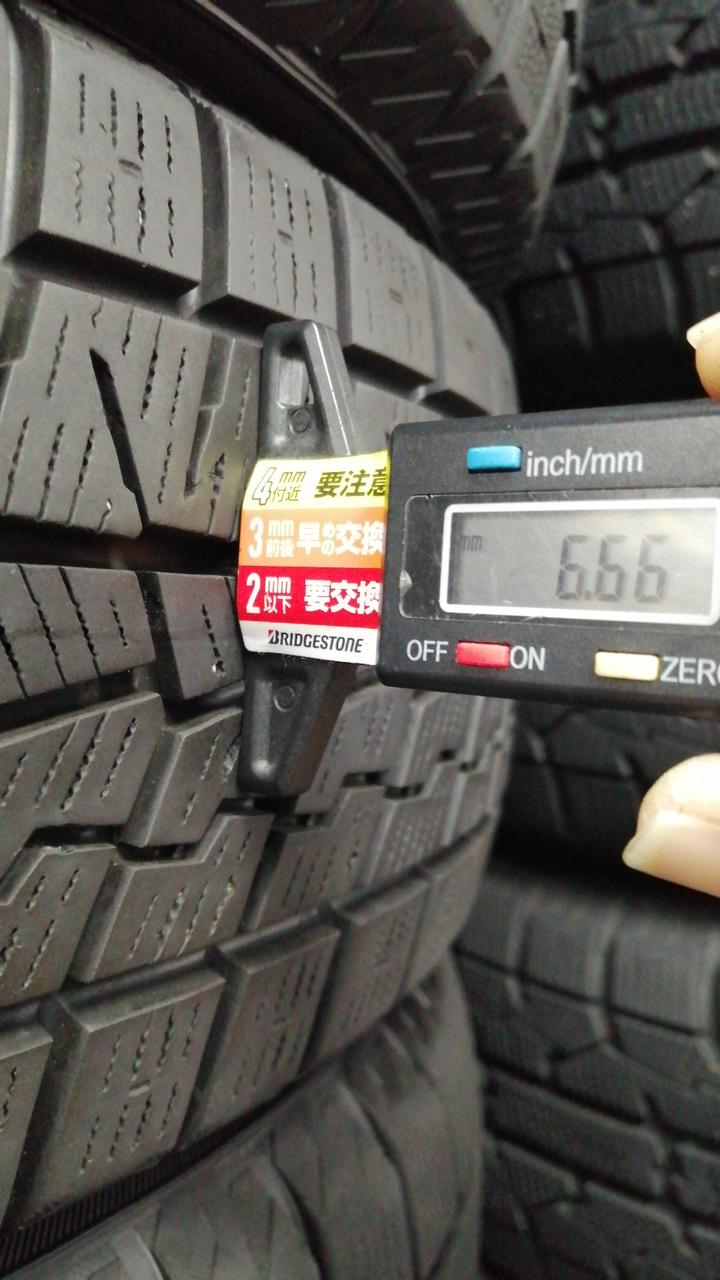 4mm付近 要注意
3mm前後 早めの交換
2mm以下 要交換
BRIDGESTONE
inch/mm
mm 6.66
OFF ON ZERO